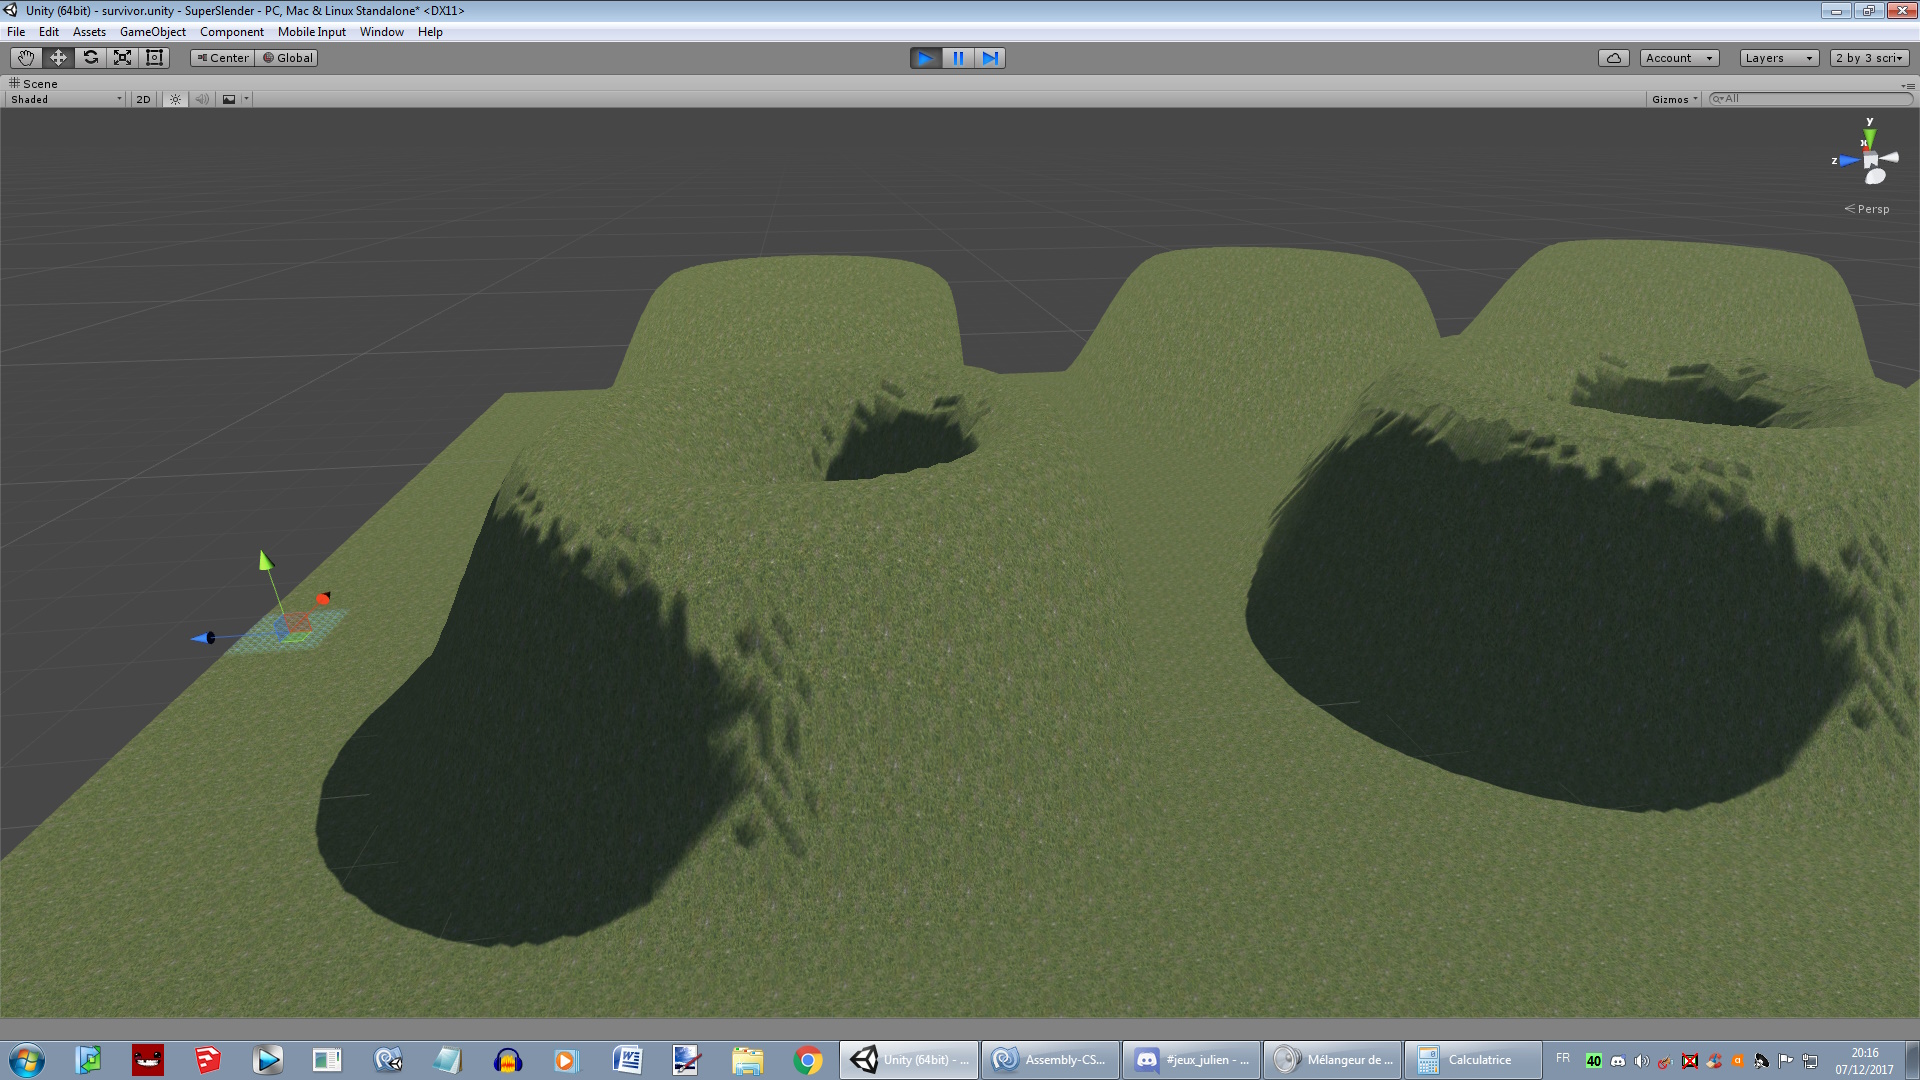 Unity (64bit) - survivor.unity - SuperSlender - PC, Mac & Linux Standalone* <DX11>
File Edit Assets GameObject Component Mobile Input Window Help
Center Global Account Layers 2 by 3 scri
Scene
Shaded 2D Gizmos All
y
x
z
Persp
Unity (64bit) - ... Assembly-CS... #jeux_julien - ... Mélangeur de ... Calculatrice FR 40 20:16
07/12/2017